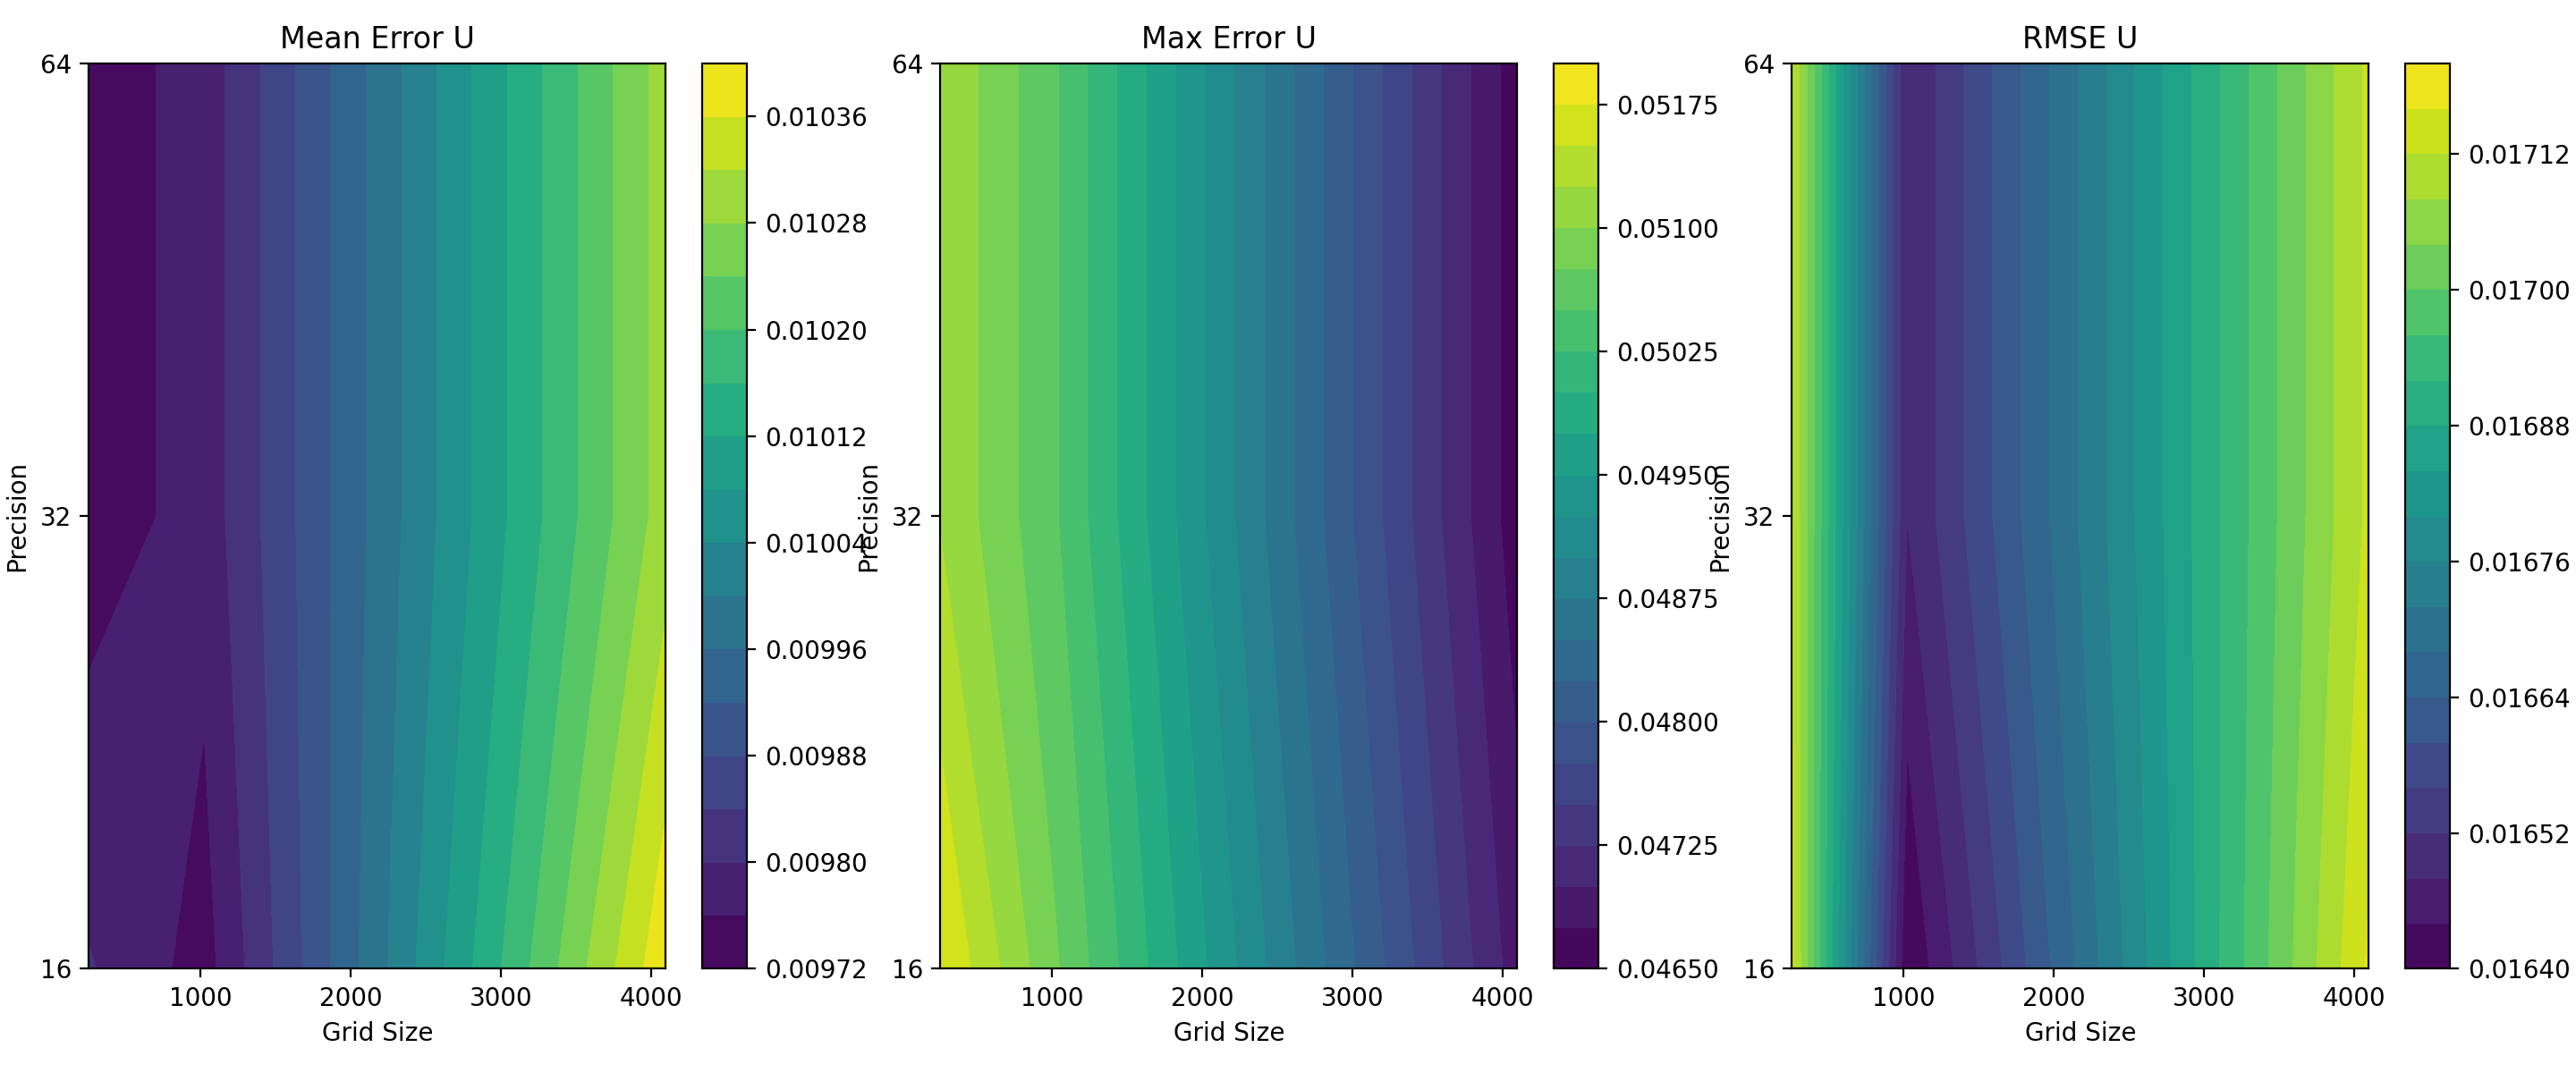 Mean Error U
64
32
16
Precision
1000 2000 3000 4000
Grid Size
0.01036
0.01028
0.01020
0.01012
0.01004
0.00996
0.00988
0.00980
0.00972
Max Error U
64
32
16
Precision
1000 2000 3000 4000
Grid Size
0.05175
0.05100
0.05025
0.04950
0.04875
0.04800
0.04725
0.04650
RMSE U
64
32
16
Precision
1000 2000 3000 4000
Grid Size
0.01712
0.01700
0.01688
0.01676
0.01664
0.01652
0.01640